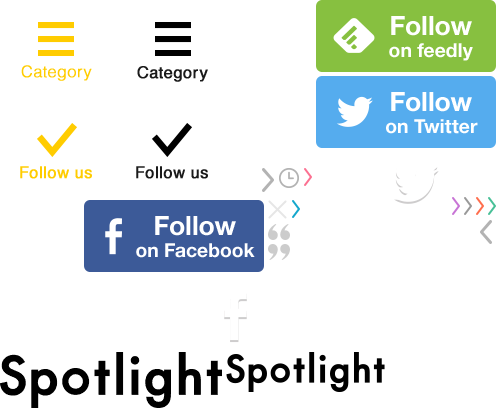 Follow
on feedly
Category
Category
Follow
on Twitter
Follow us
Follow us
Follow
on Facebook
Spotlight
Spotlight